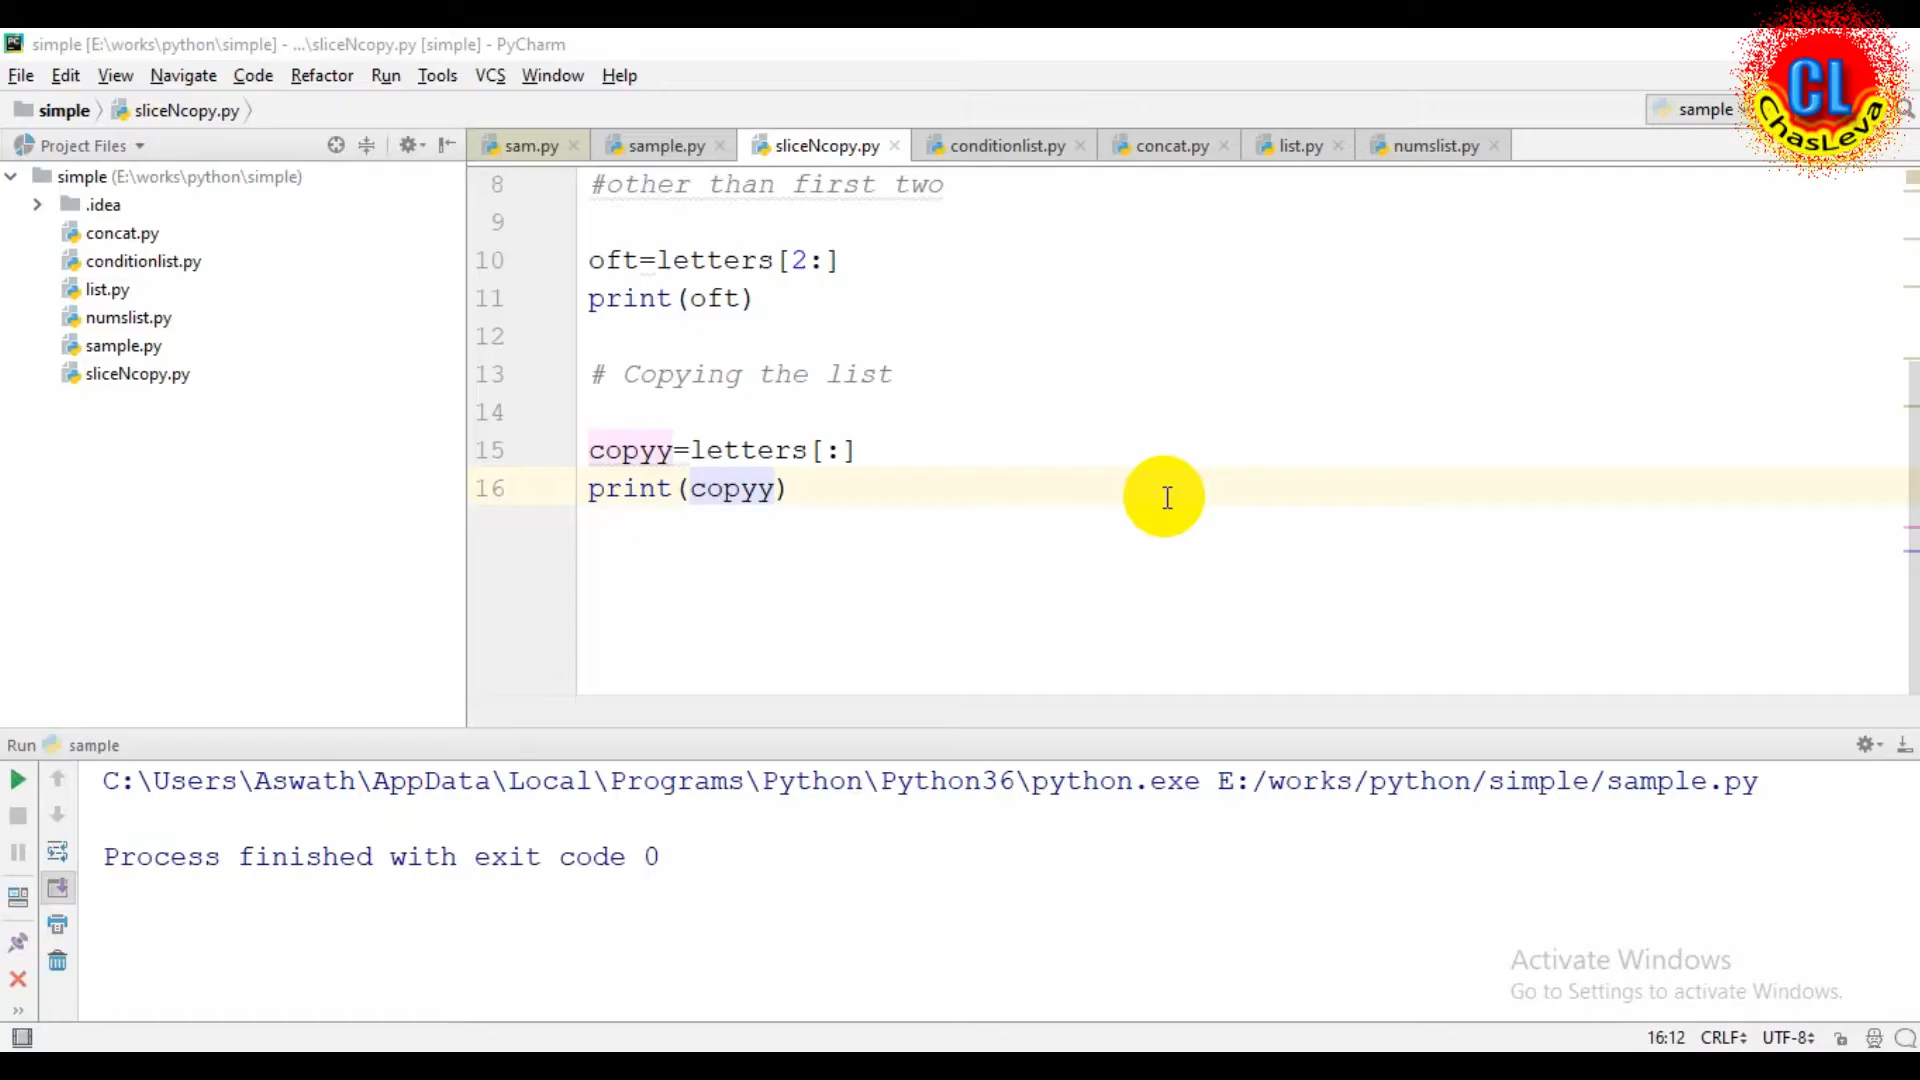 simple [E:\works\python\simple] - ...\sliceNcopy.py [simple] - PyCharm
File Edit View Navigate Code Refactor Run Tools VCS Window Help
simple sliceNcopy.py sample
CL
ChasLeva
Project Files sam.py sample.py sliceNcopy.py conditionlist.py concat.py list.py numslist.py
simple (E:\works\python\simple)
.idea
concat.py
conditionlist.py
list.py
numslist.py
sample.py
sliceNcopy.py
8 #other than first two
9
10 oft=letters[2:]
11 print(oft)
12
13 # Copying the list
14
15 copyy=letters[:]
16 print(copyy)
Run sample
C:\Users\Aswath\AppData\Local\Programs\Python\Python36\python.exe E:/works/python/simple/sample.py
Process finished with exit code 0
Activate Windows
Go to Settings to activate Windows.
16:12 CRLF UTF-8